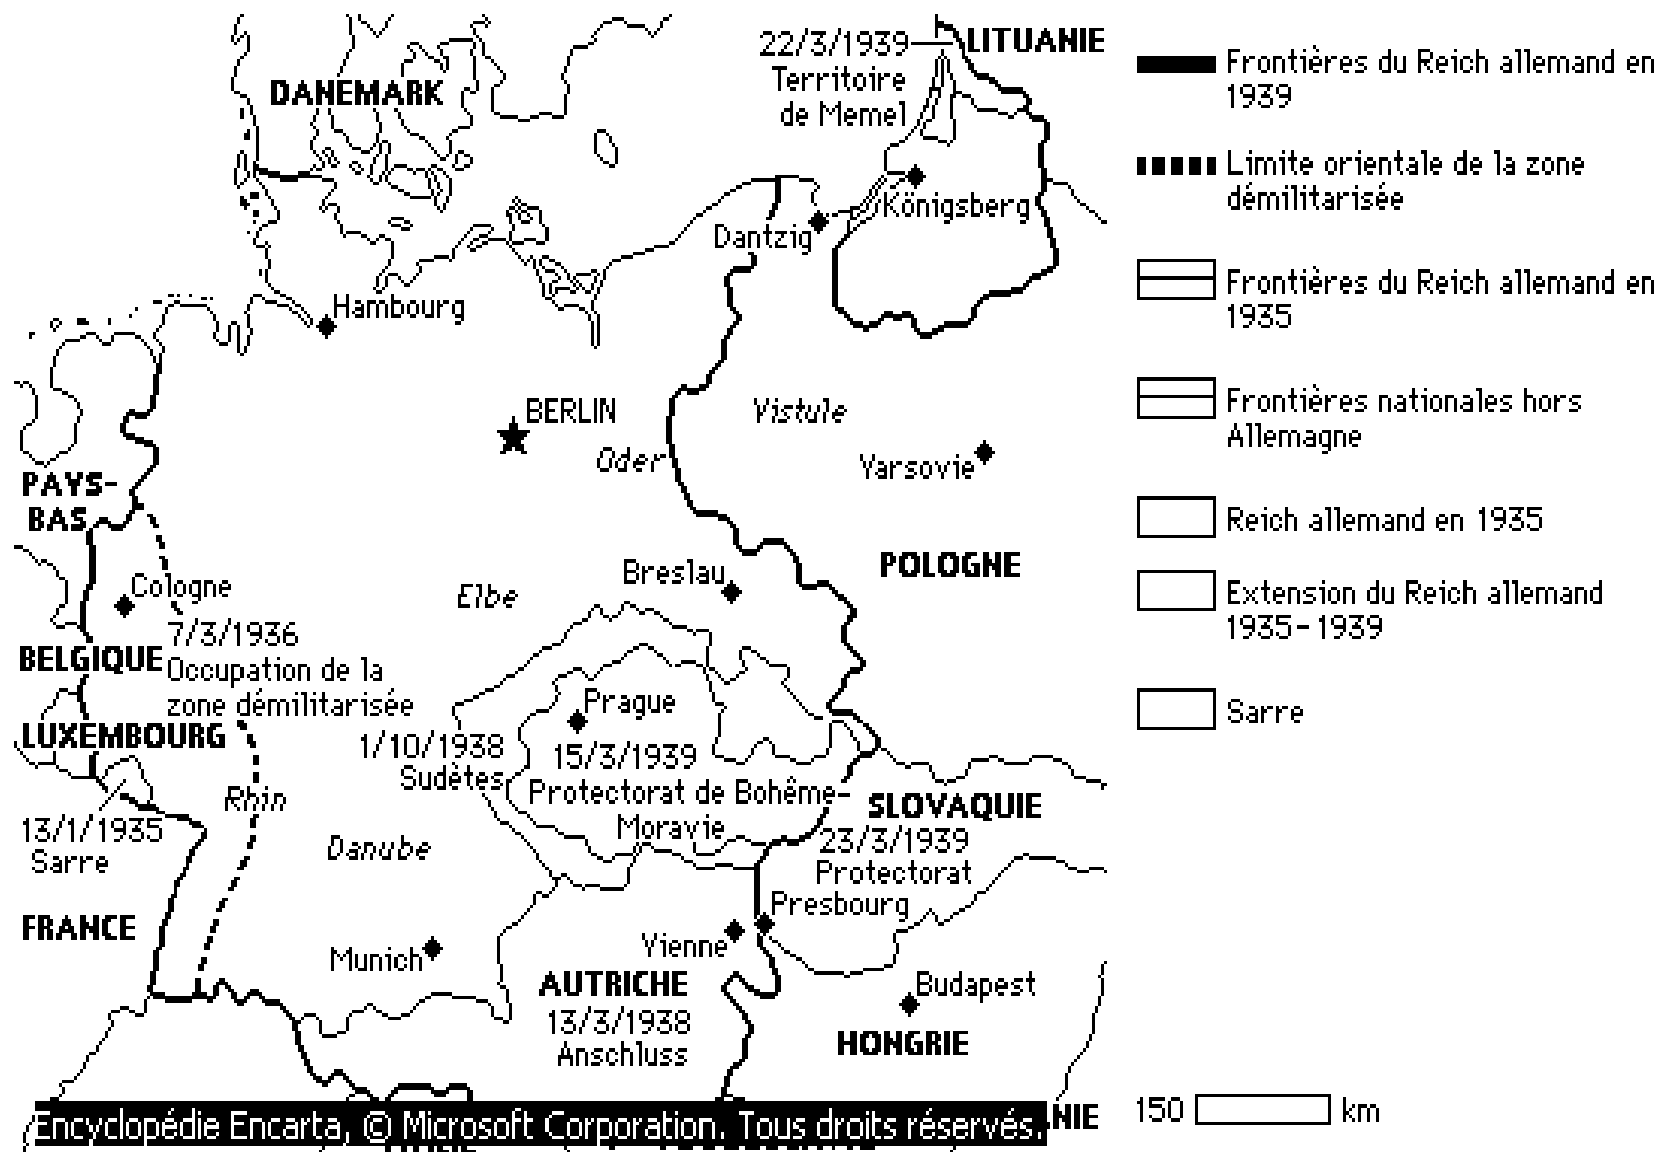 22/3/1939
Territoire
de Memel
LITUANIE
DANEMARK
Königsberg
Dantzig
Hambourg
BERLIN
Vistule
Oder
Varsovie
PAYS-
BAS
POLOGNE
Breslau
Cologne
Elbe
7/3/1936
Occupation de la
zone démilitarisée
BELGIQUE
Prague
LUXEMBOURG
1/10/1938
Sudètes
15/3/1939
Protectorat de Bohême-
Moravie
Rhin
SLOVAQUIE
23/3/1939
Protectorat
13/1/1935
Sarre
Danube
Presbourg
FRANCE
Munich
Vienne
AUTRICHE
13/3/1938
Anschluss
Budapest
HONGRIE
Encyclopédie Encarta, © Microsoft Corporation. Tous droits réservés.
NIE
Frontières du Reich allemand en
1939
Limite orientale de la zone
démilitarisée
Frontières du Reich allemand en
1935
Frontières nationales hors
Allemagne
Reich allemand en 1935
Extension du Reich allemand
1935-1939
Sarre
150 km